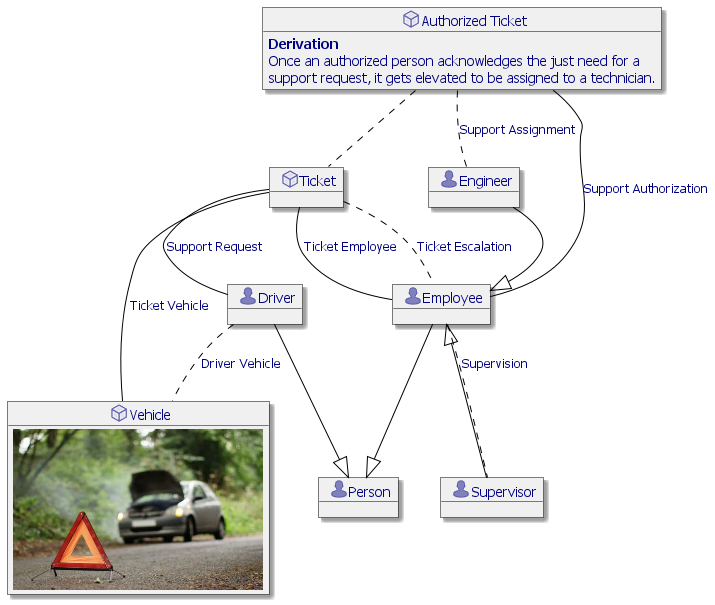 Authorized Ticket
Derivation
Once an authorized person acknowledges the just need for a
support request, it gets elevated to be assigned to a technician.
Support Assignment
Ticket
Engineer
Support Authorization
Support Request
Ticket Employee
Ticket Escalation
Driver
Employee
Ticket Vehicle
Driver Vehicle
Supervision
Vehicle
Person
Supervisor